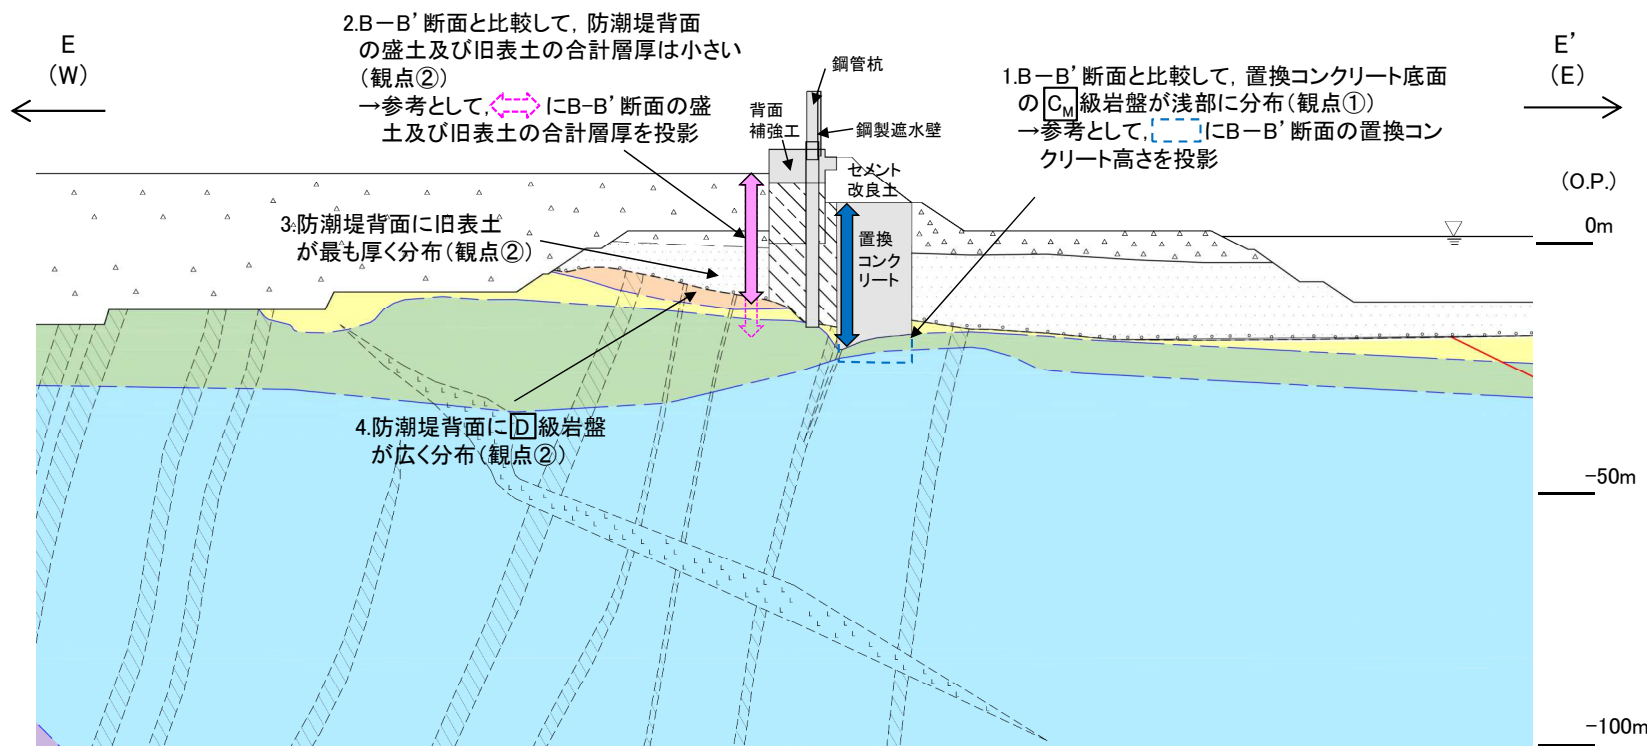 E
(W)
2.B-B’断面と比較して,防潮堤背面
の盛土及び旧表土の合計層厚は小さい
(観点②)
→参考として, にB-B’断面の盛
土及び旧表土の合計層厚を投影
鋼管杭
背面
補強工
鋼製遮水壁
1.B-B’断面と比較して,置換コンクリート底面
のCM級岩盤が浅部に分布(観点①)
→参考として, にB-B’断面の置換コン
クリート高さを投影
E’
(E)
セメント
改良土
(O.P.)
0m
3.防潮堤背面に旧表土
が最も厚く分布(観点②)
置換
コンク
リート
4.防潮堤背面にD級岩盤
が広く分布(観点②)
-50m
-100m